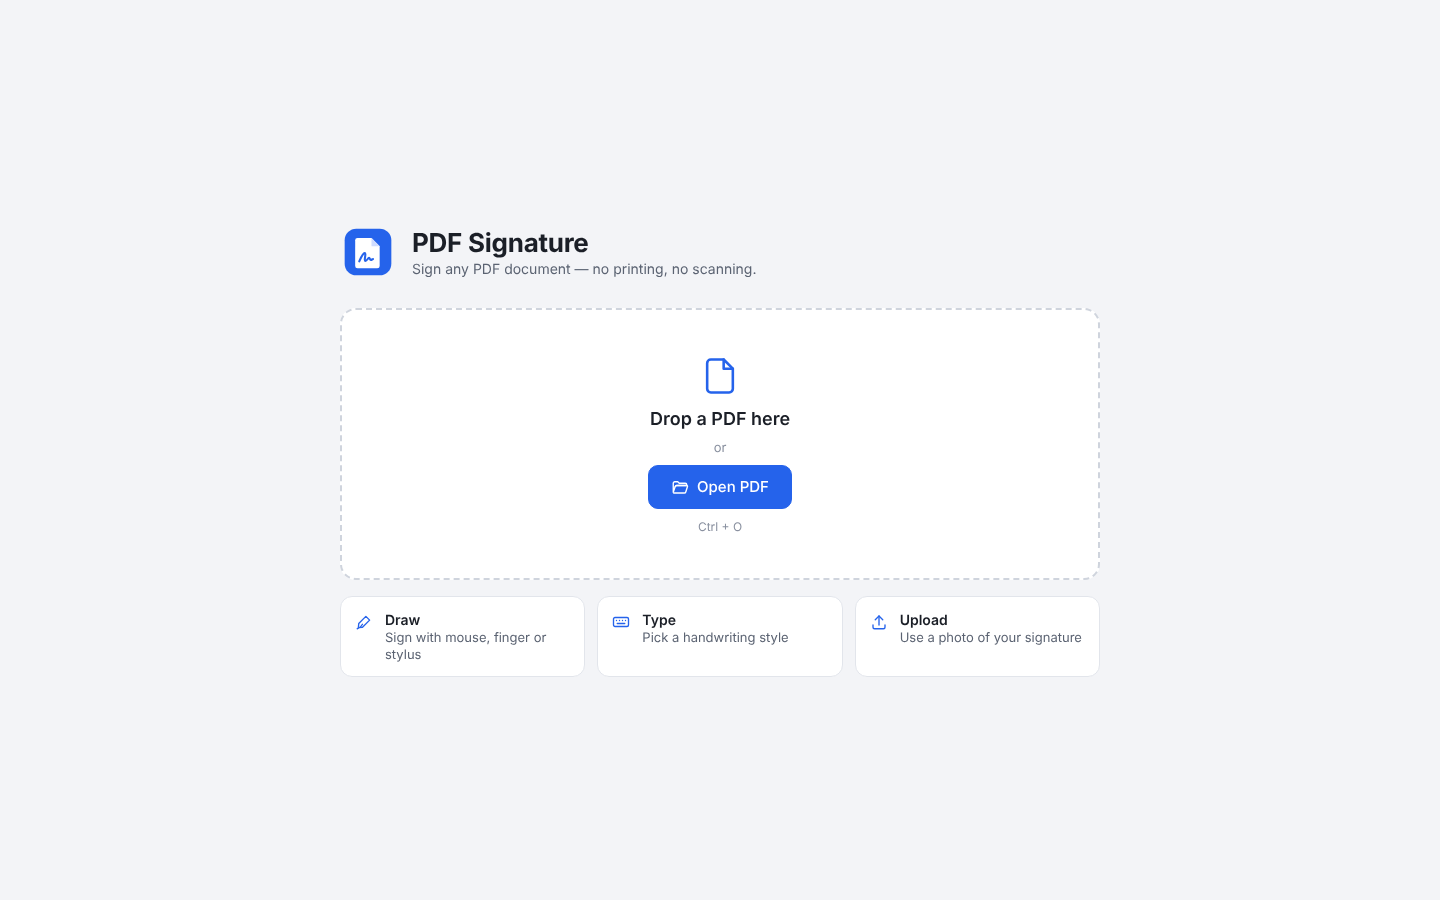 PDF Signature
Sign any PDF document — no printing, no scanning.
Drop a PDF here
or
Open PDF
Ctrl + O
Draw
Sign with mouse, finger or
stylus
Type
Pick a handwriting style
Upload
Use a photo of your signature